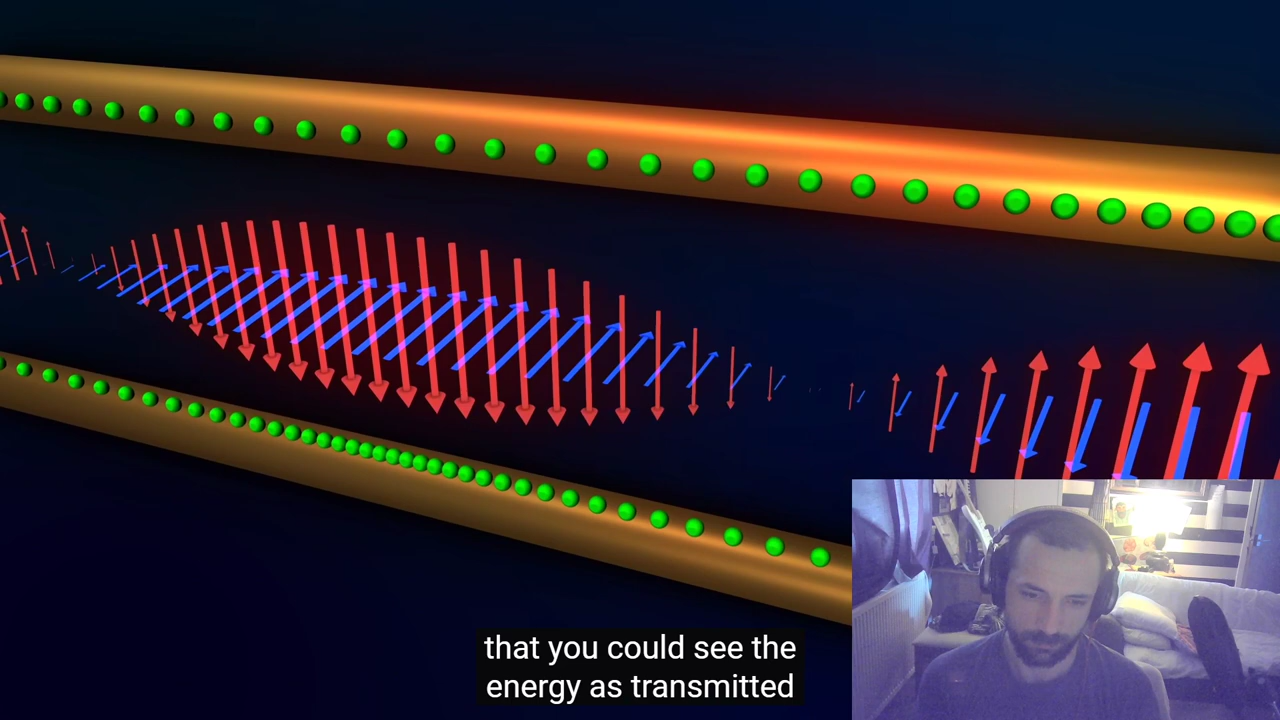 that you could see the
energy as transmitted